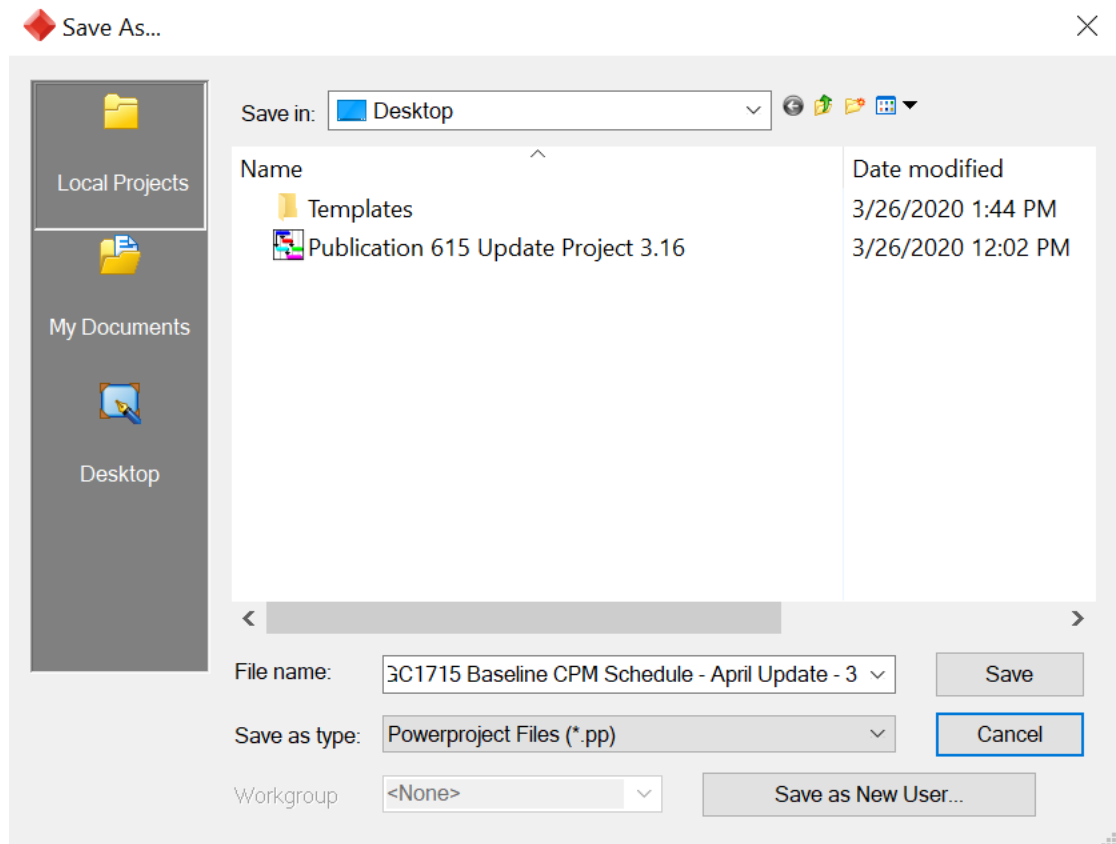 Save As...
Save in: Desktop
Local Projects
My Documents
Desktop
Name Date modified
Templates 3/26/2020 1:44 PM
Publication 615 Update Project 3.16 3/26/2020 12:02 PM
File name: GC1715 Baseline CPM Schedule - April Update - 3 Save
Save as type: Powerproject Files (*.pp) Cancel
Workgroup <None> Save as New User...